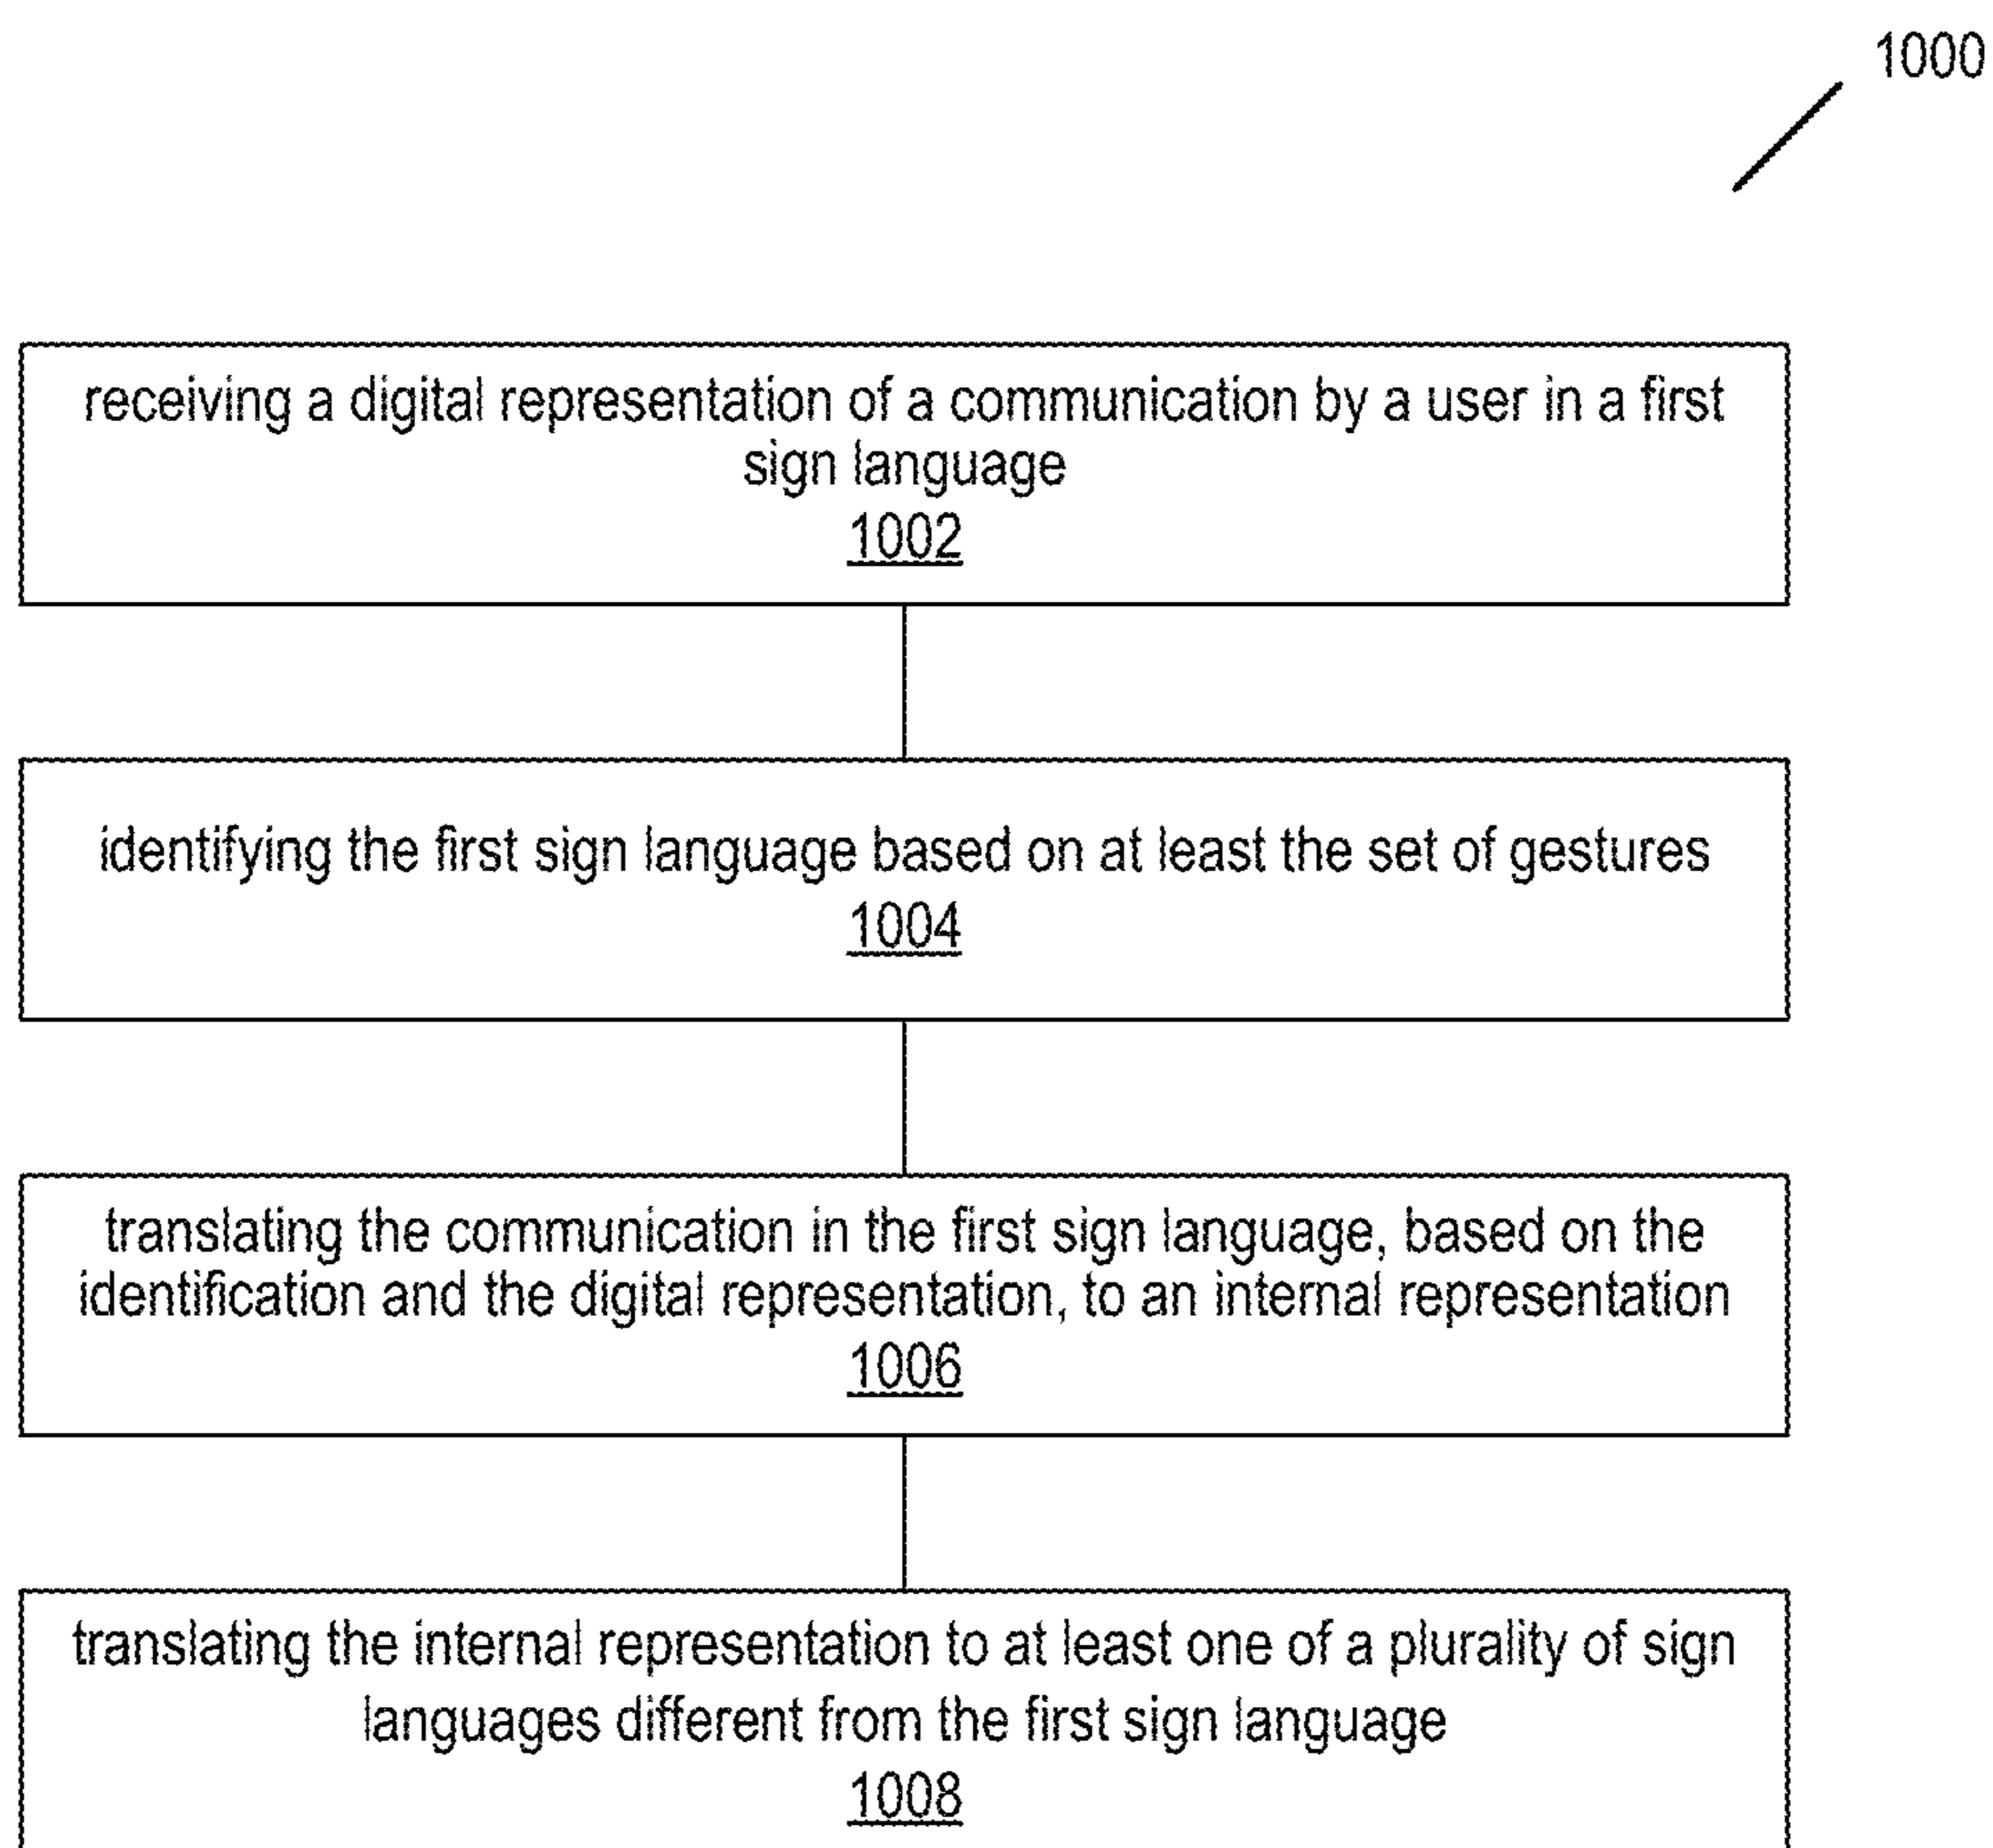 1000
receiving a digital representation of a communication by a user in a first
sign language
1002
identifying the first sign language based on at least the set of gestures
1004
translating the communication in the first sign language, based on the
identification and the digital representation, to an internal representation
1006
translating the internal representation to at least one of a plurality of sign
languages different from the first sign language
1008